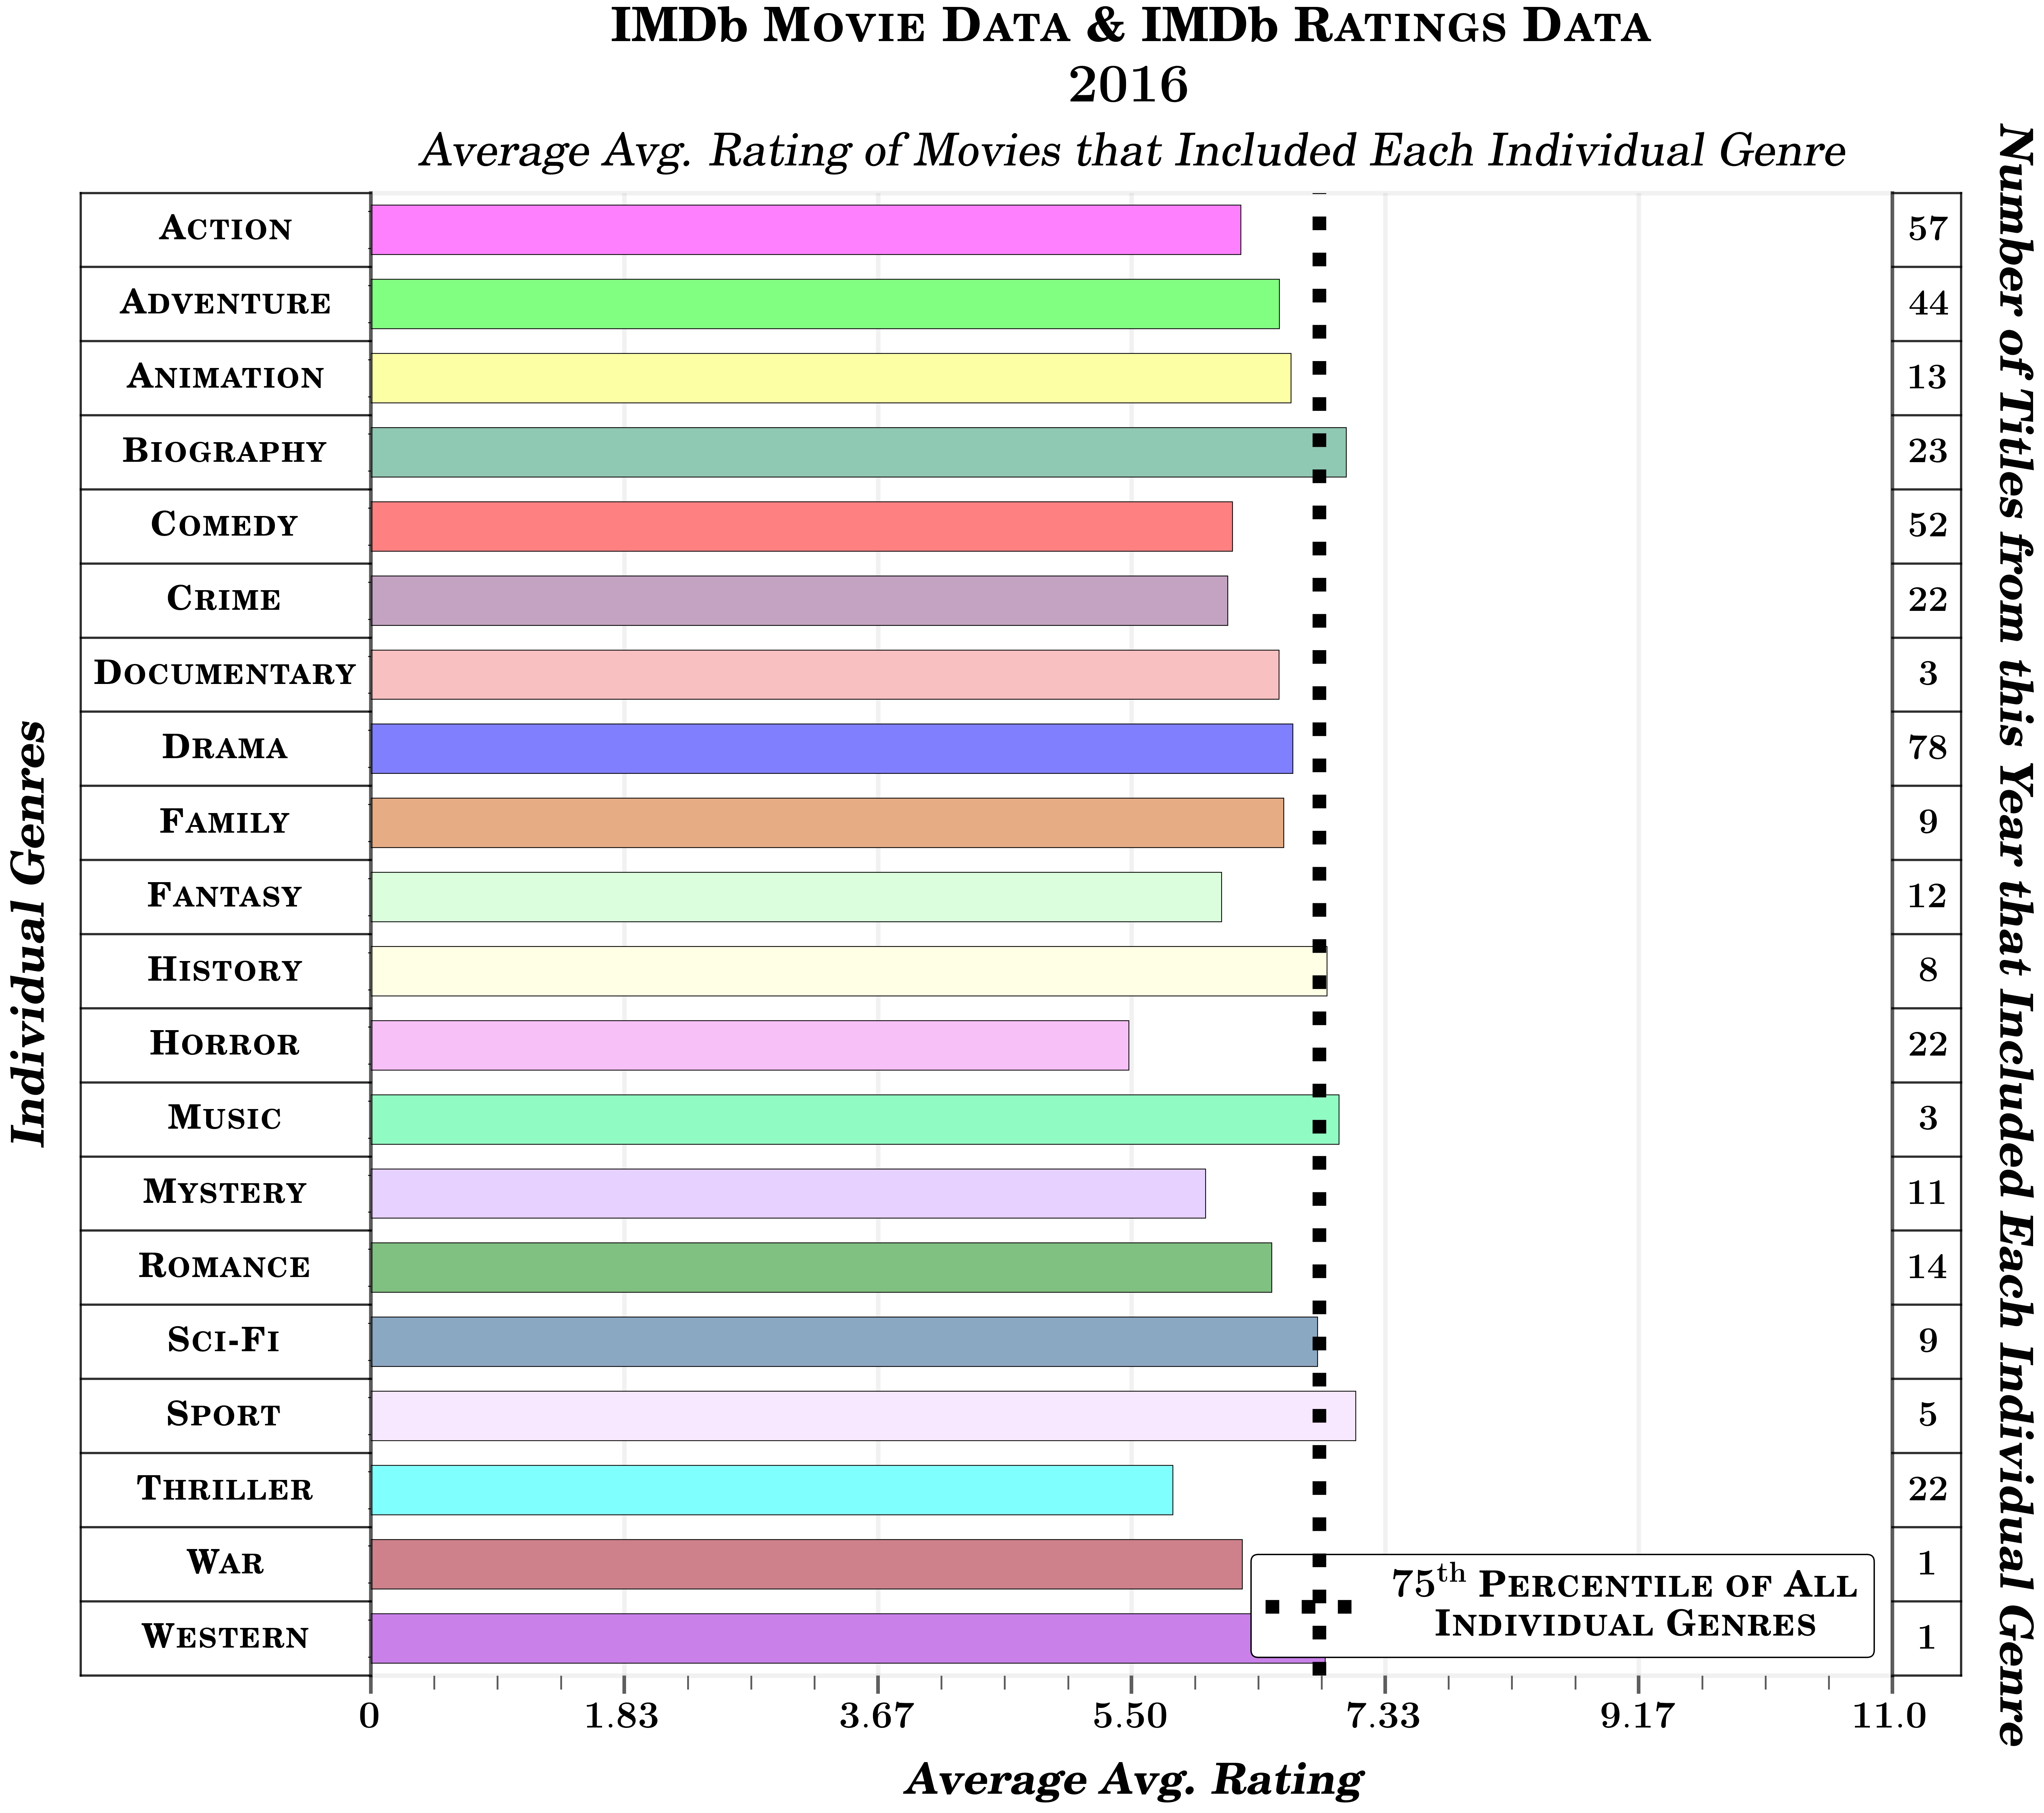 IMDb MOVIE DATA & IMDb RATINGS DATA
2016
Average Avg. Rating of Movies that Included Each Individual Genre
Individual Genres
ACTION 57
ADVENTURE 44
ANIMATION 13
BIOGRAPHY 23
COMEDY 52
CRIME 22
DOCUMENTARY 3
DRAMA 78
FAMILY 9
FANTASY 12
HISTORY 8
HORROR 22
MUSIC 3
MYSTERY 11
ROMANCE 14
SCI-FI 9
SPORT 5
THRILLER 22
WAR 1
WESTERN 1
75th PERCENTILE OF ALL
INDIVIDUAL GENRES
0 1.83 3.67 5.50 7.33 9.17 11.0
Average Avg. Rating
Number of Titles from this Year that Included Each Individual Genre